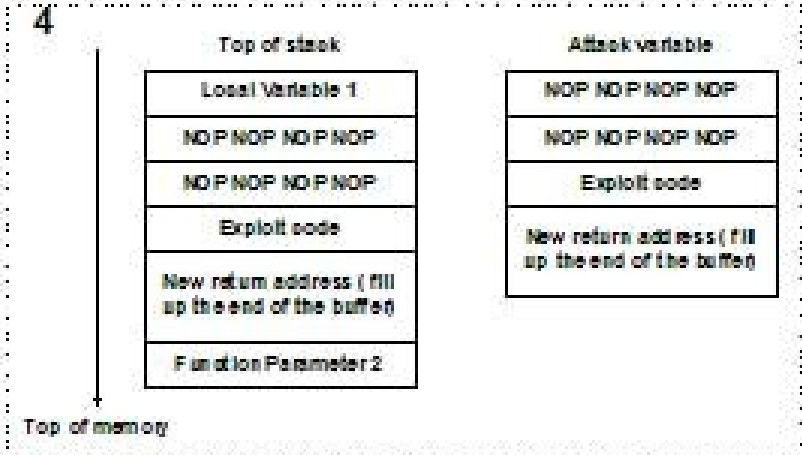 4
Top of stack
Local Variable 1
NOP NOP NOP NOP
NOP NOP NOP NOP
Exploit code
New return address ( fill
up the end of the buffer)
Function Parameter 2
Top of memory
Attack variable
NOP NOP NOP NOP
NOP NOP NOP NOP
Exploit code
New return address ( fill
up the end of the buffer)